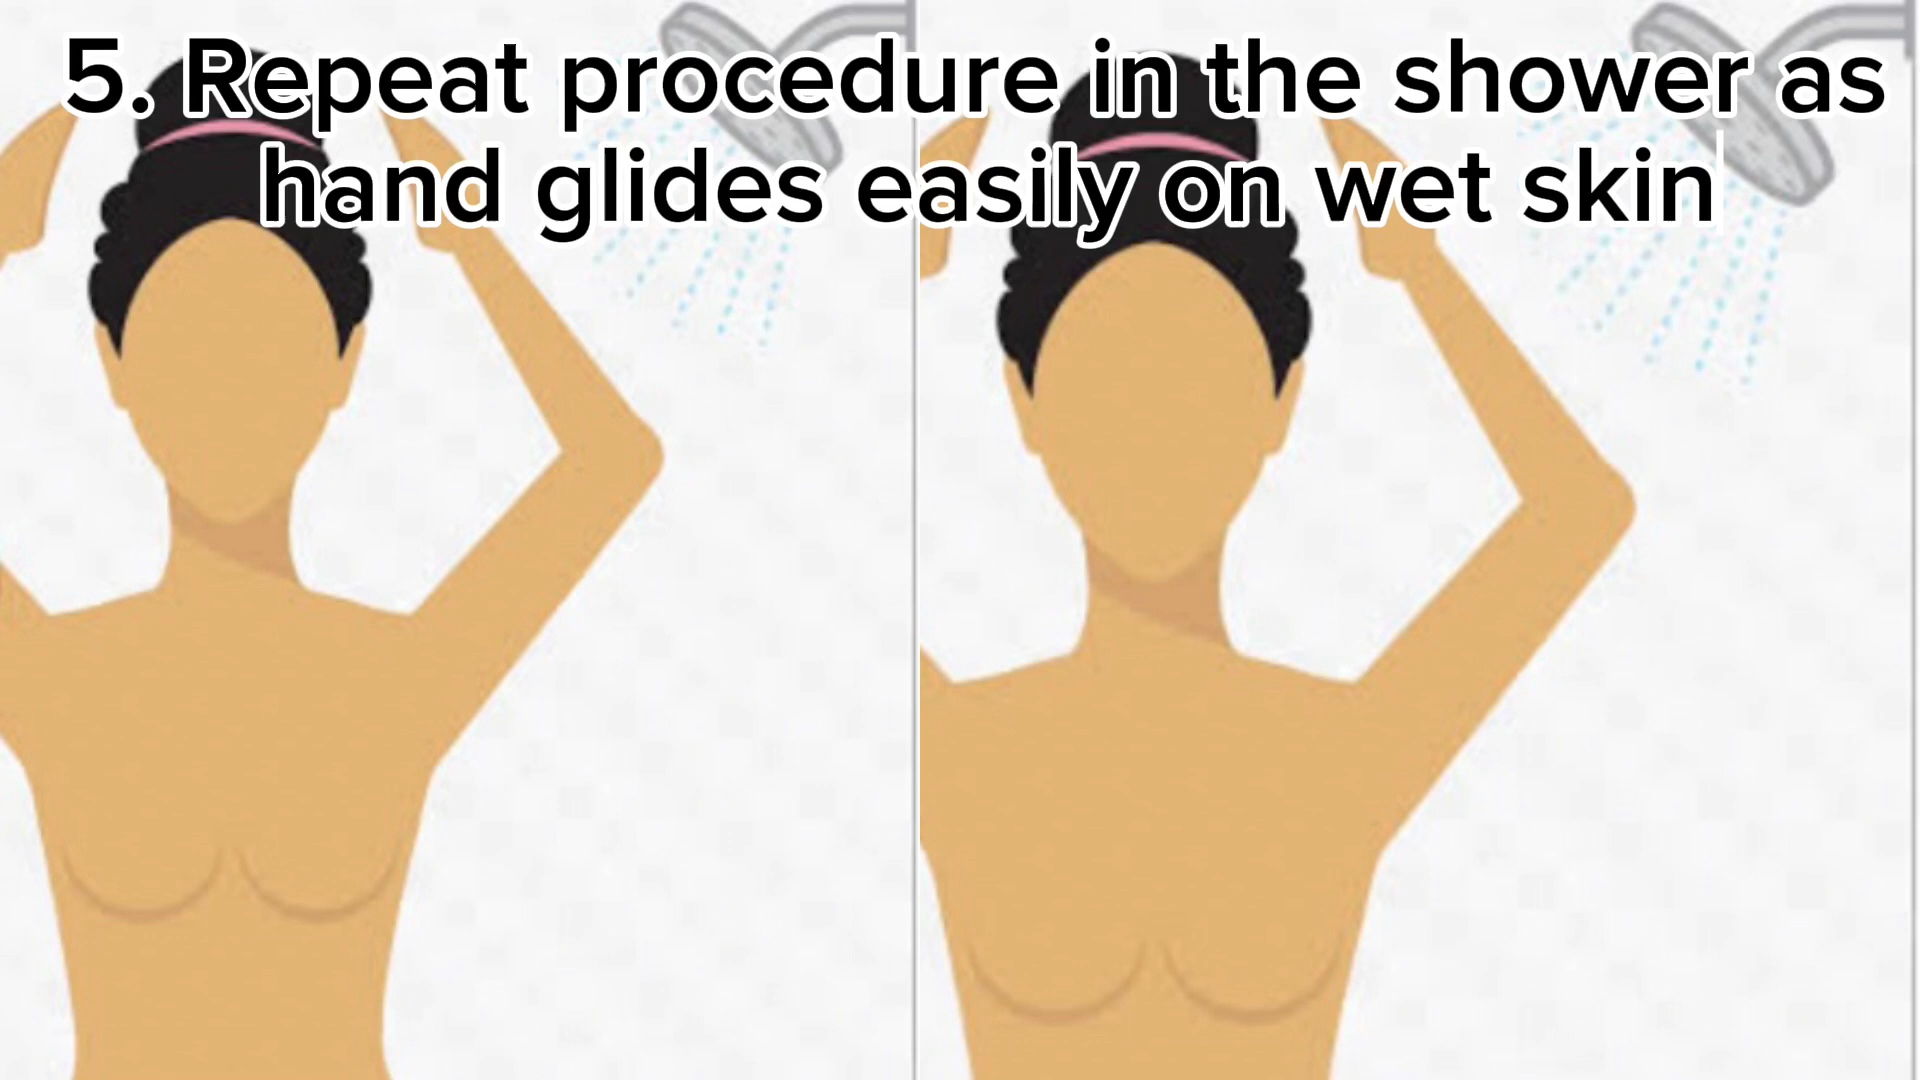 5. Repeat procedure in the shower as
hand glides easily on wet skin